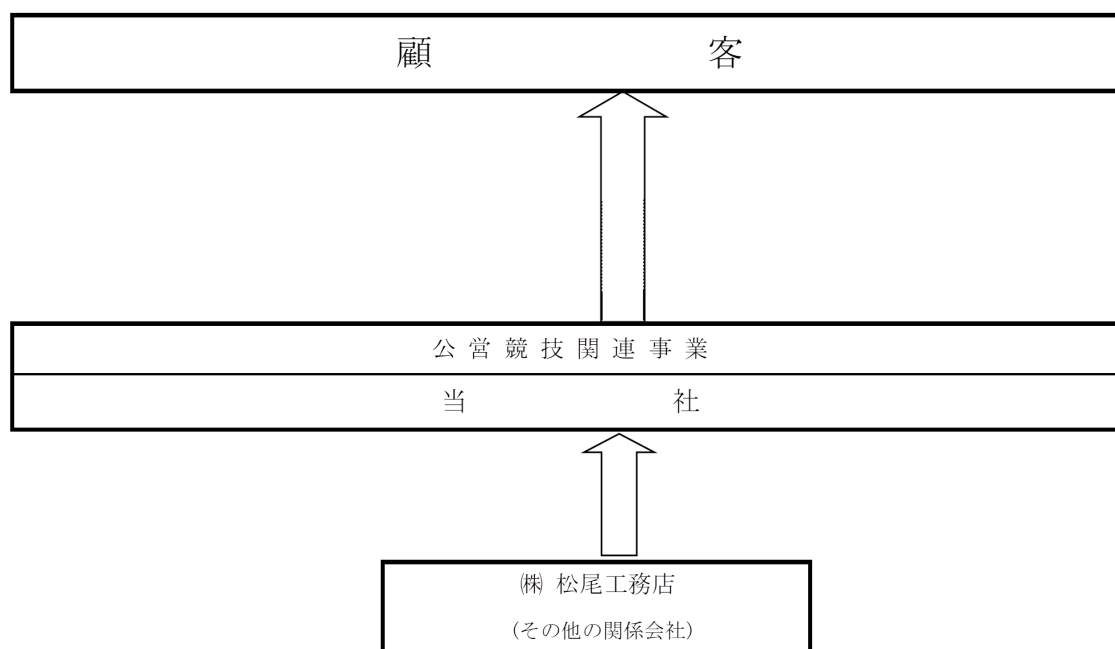 顧客
公営競技関連事業
当社
㈱ 松尾工務店
(その他の関係会社)